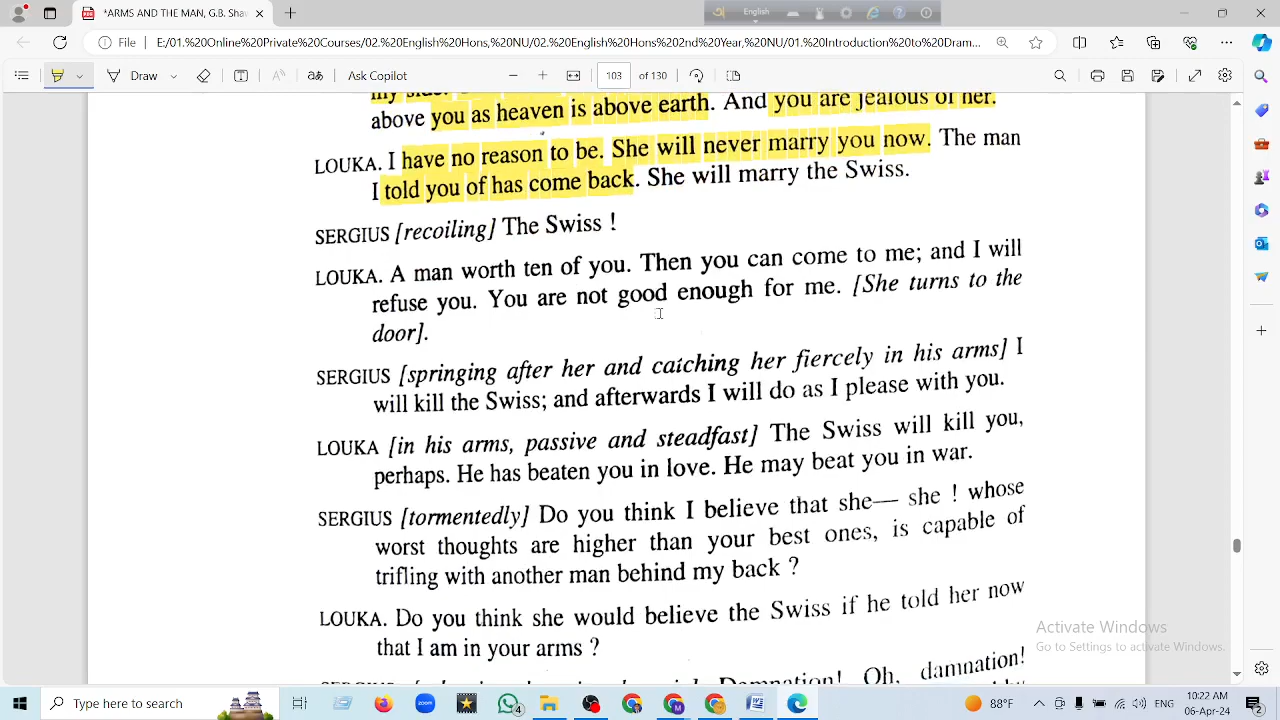 *ARMS AND THE MAN, G.B. Shaw
English
File E:/01.%20Online%20Private%20Courses/02.%20Honours/02.%20Second%20Year,%20NU/03.%20Introduction%20to%20Dram...
Draw Ask Copilot 103 of 130
above you as heaven is above earth. And you are jealous of her.
LOUKA. I have no reason to be. She will never marry you now. The man
I told you of has come back. She will marry the Swiss.
SERGIUS [recoiling] The Swiss !
LOUKA. A man worth ten of you. Then you can come to me; and I will
refuse you. You are not good enough for me. [She turns to the
door].
SERGIUS [springing after her and catching her fiercely in his arms] I
will kill the Swiss; and afterwards I will do as I please with you.
LOUKA [in his arms, passive and steadfast] The Swiss will kill you,
perhaps. He has beaten you in love. He may beat you in war.
SERGIUS [tormentedly] Do you think I believe that she— she ! whose
worst thoughts are higher than your best ones, is capable of
trifling with another man behind my back ?
LOUKA. Do you think she would believe the Swiss if he told her now
that I am in your arms ?
Damnation! Oh, damnation!
Activate Windows
Go to Settings to activate Windows.
Type here to search
zoom
4
88°F
10:22 AM
06-Apr-24
2